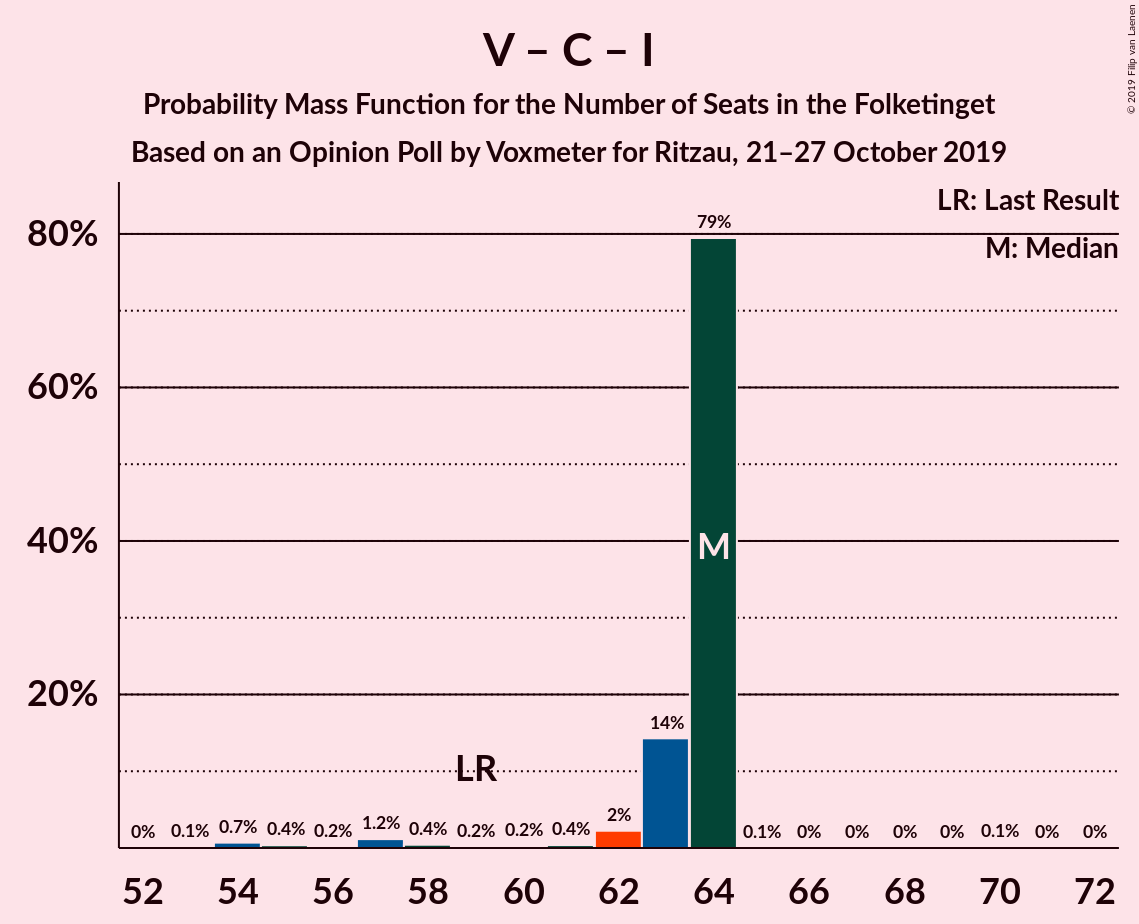 V – C – I
Probability Mass Function for the Number of Seats in the Folketinget
Based on an Opinion Poll by Voxmeter for Ritzau, 21–27 October 2019
© 2019 Filip van Laenen
LR: Last Result
M: Median
80%
60%
40%
20%
0% 0.1% 0.7% 0.4% 0.2% 1.2% 0.4% 0.2% 0.2% 0.4% 2% 14% 79% 0.1% 0% 0% 0% 0% 0.1% 0% 0%
LR
M
52 54 56 58 60 62 64 66 68 70 72